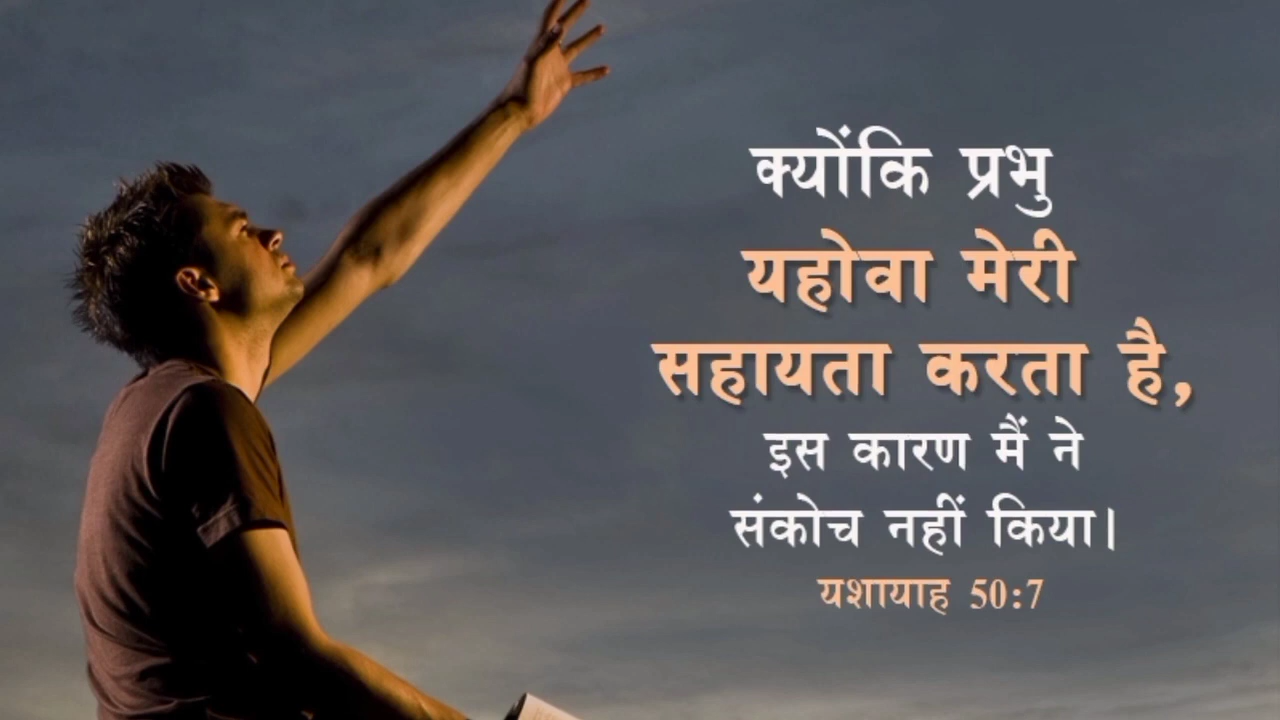 क्योंकि प्रभु
यहोवा मेरी
सहायता करता है,
इस कारण मैं ने
संकोच नहीं किया।
यशायाह 50:7